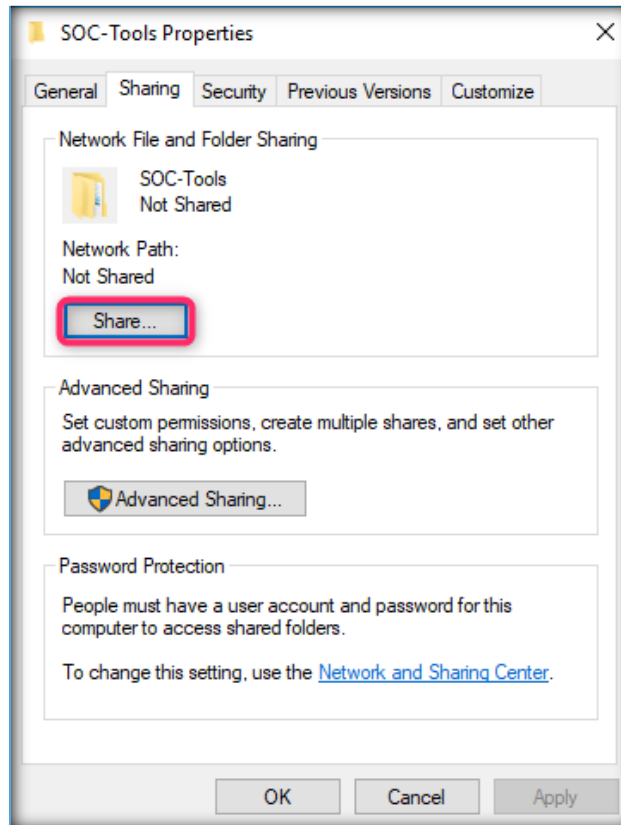 SOC-Tools Properties
General Sharing Security Previous Versions Customize
Network File and Folder Sharing
SOC-Tools
Not Shared
Network Path:
Not Shared
Share...
Advanced Sharing
Set custom permissions, create multiple shares, and set other
advanced sharing options.
Advanced Sharing...
Password Protection
People must have a user account and password for this
computer to access shared folders.
To change this setting, use the Network and Sharing Center.
OK Cancel Apply